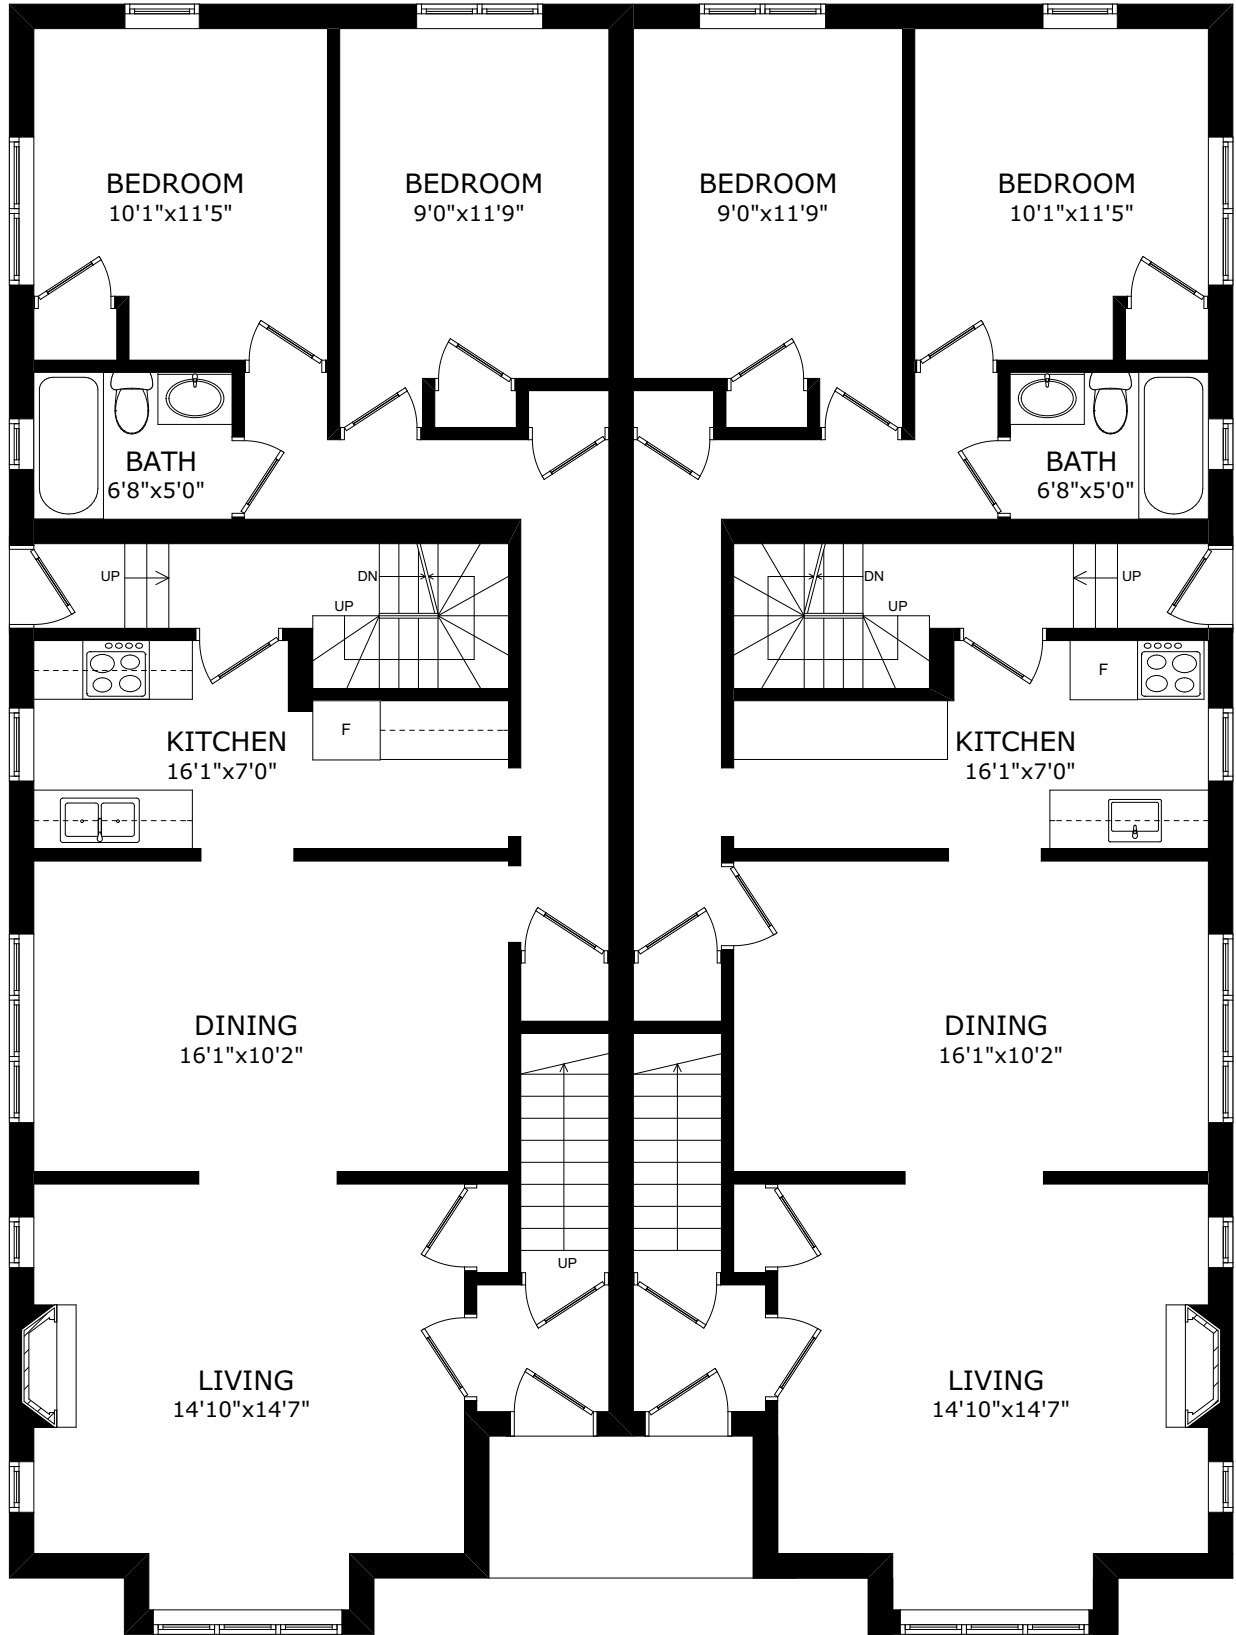 BEDROOM
10'1"x11'5"
BEDROOM
9'0"x11'9"
BEDROOM
9'0"x11'9"
BEDROOM
10'1"x11'5"
BATH
6'8"x5'0"
BATH
6'8"x5'0"
UP
DN
UP
DN
UP
UP
F
F
KITCHEN
16'1"x7'0"
KITCHEN
16'1"x7'0"
DINING
16'1"x10'2"
DINING
16'1"x10'2"
UP
LIVING
14'10"x14'7"
LIVING
14'10"x14'7"